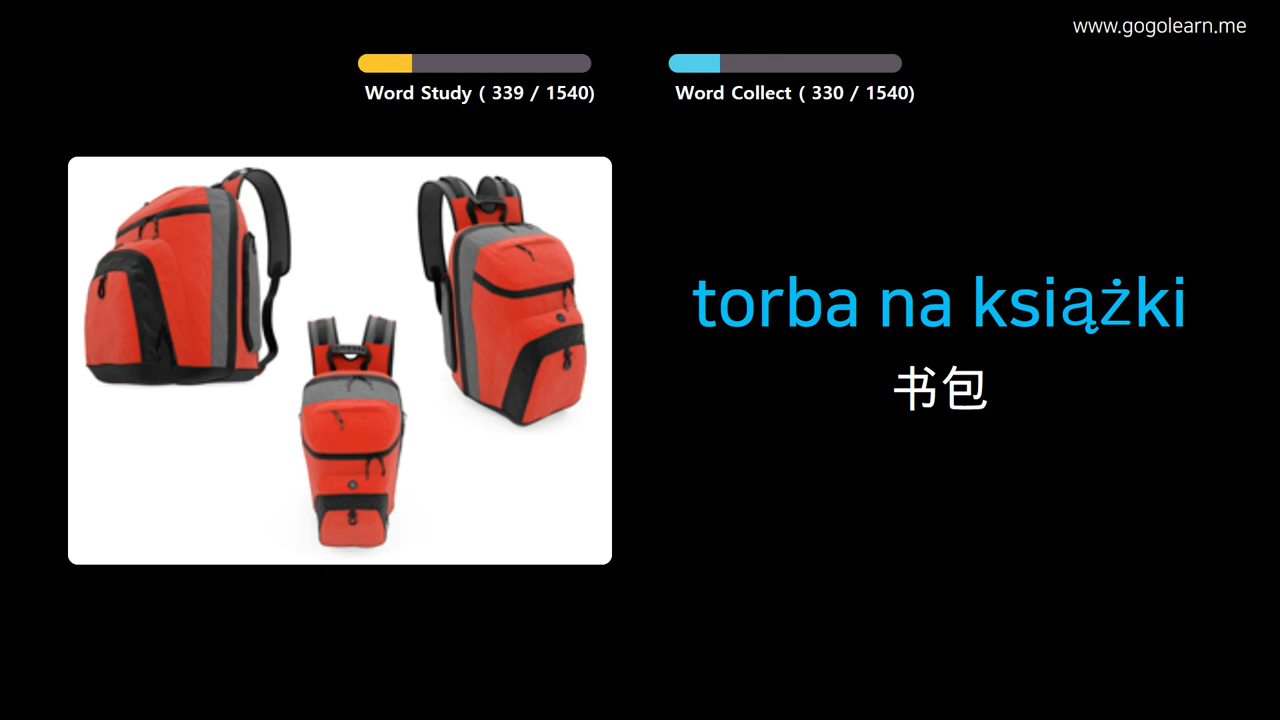 www.gogolearn.me
Word Study ( 339 / 1540)
Word Collect ( 330 / 1540)
torba na książki
书包